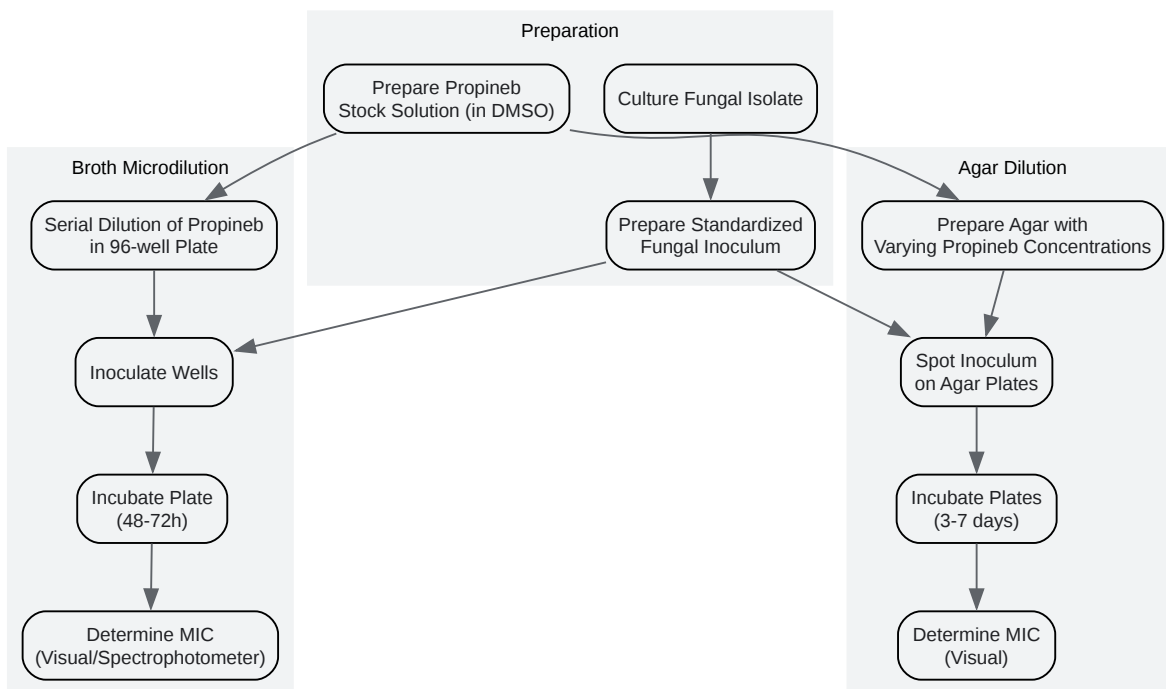 Preparation
Prepare Propineb
Stock Solution (in DMSO)
Culture Fungal Isolate
Broth Microdilution
Agar Dilution
Serial Dilution of Propineb
in 96-well Plate
Prepare Standardized
Fungal Inoculum
Prepare Agar with
Varying Propineb Concentrations
Inoculate Wells
Spot Inoculum
on Agar Plates
Incubate Plate
(48-72h)
Incubate Plates
(3-7 days)
Determine MIC
(Visual/Spectrophotometer)
Determine MIC
(Visual)